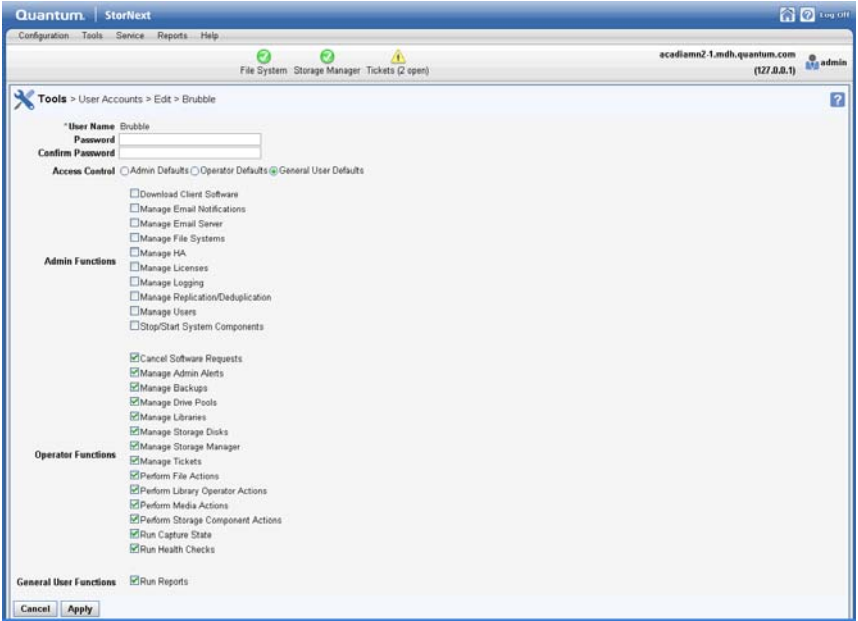 Quantum. StorNext Log Off
Configuration Tools Service Reports Help
File System Storage Manager Tickets (2 open)
acadiamn2-1.mdh.quantum.com
(127.0.0.1)
admin
Tools > User Accounts > Edit > Brubble
*User Name Brubble
Password
Confirm Password
Access Control Admin Defaults Operator Defaults General User Defaults
Admin Functions
Download Client Software
Manage Email Notifications
Manage Email Server
Manage File Systems
Manage HA
Manage Licenses
Manage Logging
Manage Replication/Deduplication
Manage Users
Stop/Start System Components
Operator Functions
Cancel Software Requests
Manage Admin Alerts
Manage Backups
Manage Drive Pools
Manage Libraries
Manage Storage Disks
Manage Storage Manager
Manage Tickets
Perform File Actions
Perform Library Operator Actions
Perform Media Actions
Perform Storage Component Actions
Run Capture State
Run Health Checks
General User Functions Run Reports
Cancel Apply